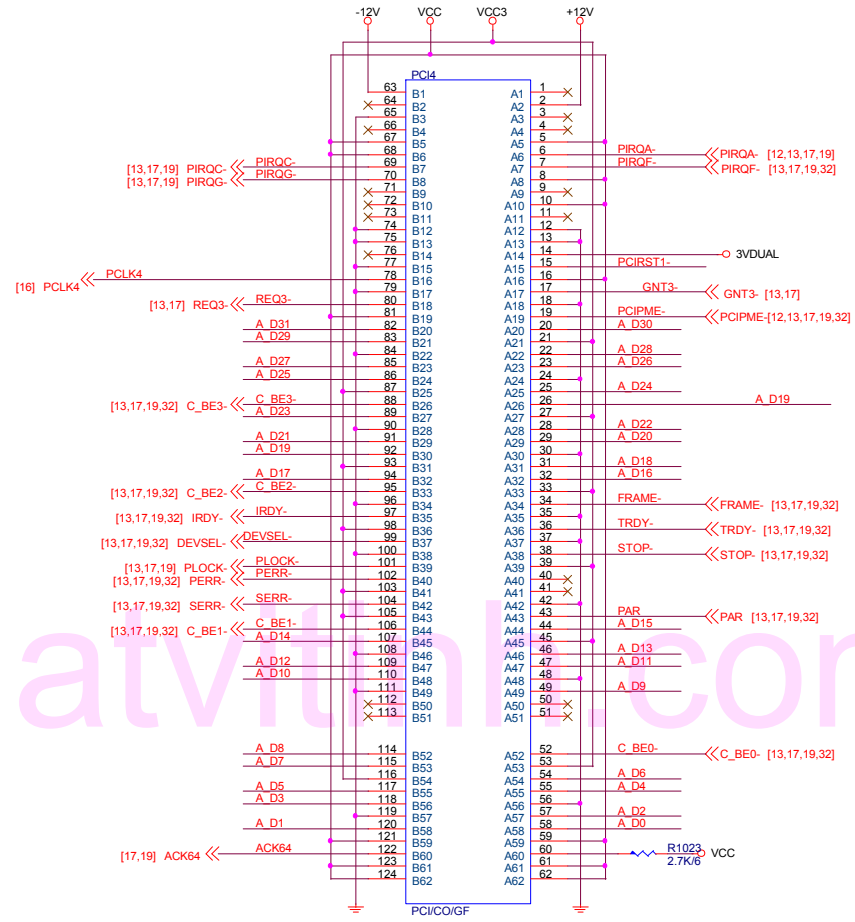 -12V VCC VCC3 +12V
PCI4
63 B1 A1 1
64 B2 A2 2
65 B3 A3 3
66 B4 A4 4
67 B5 A5 5
68 B6 A6 6 PIRQA- PIRQA- [12,13,17,19]
[13,17,19] PIRQC- PIRQC- 69 B7 A7 7 PIRQF- PIRQF- [13,17,19,32]
[13,17,19] PIRQG- PIRQG- 70 B8 A8 8
71 B9 A9 9
72 B10 A10 10
73 B11 A11 11
74 B12 A12 12
75 B13 A13 13
76 B14 A14 14 3VDUAL
77 B15 A15 15 PCIRST1-
[16] PCLK4 PCLK4 78 B16 A16 16
79 B17 A17 17 GNT3- GNT3- [13,17]
[13,17] REQ3- REQ3- 80 B18 A18 18
81 B19 A19 19 PCIPME- PCIPME-[12,13,17,19,32]
A_D31 82 B20 A20 20 A_D30
A_D29 83 B21 A21 21
84 B22 A22 22 A_D28
A_D27 85 B23 A23 23 A_D26
A_D25 86 B24 A24 24
87 B25 A25 25 A_D24
[13,17,19,32] C_BE3- C_BE3- 88 B26 A26 26 A_D19
A_D23 89 B27 A27 27
90 B28 A28 28 A_D22
A_D21 91 B29 A29 29 A_D20
A_D19 92 B30 A30 30
93 B31 A31 31 A_D18
A_D17 94 B32 A32 32 A_D16
[13,17,19,32] C_BE2- C_BE2- 95 B33 A33 33
96 B34 A34 34 FRAME- FRAME- [13,17,19,32]
[13,17,19,32] IRDY- IRDY- 97 B35 A35 35
98 B36 A36 36 TRDY- TRDY- [13,17,19,32]
[13,17,19,32] DEVSEL- DEVSEL- 99 B37 A37 37
100 B38 A38 38 STOP- STOP- [13,17,19,32]
[13,17,19] PLOCK- PLOCK- 101 B39 A39 39
[13,17,19,32] PERR- PERR- 102 B40 A40 40
103 B41 A41 41
[13,17,19,32] SERR- SERR- 104 B42 A42 42
105 B43 A43 43 PAR PAR [13,17,19,32]
[13,17,19,32] C_BE1- C_BE1- 106 B44 A44 44 A_D15
A_D14 107 B45 A45 45
108 B46 A46 46 A_D13
A_D12 109 B47 A47 47 A_D11
A_D10 110 B48 A48 48
111 B49 A49 49 A_D9
112 B50 A50 50
113 B51 A51 51
atvitinh.com
A_D8 114 B52 A52 52 C_BE0- C_BE0- [13,17,19,32]
A_D7 115 B53 A53 53
116 B54 A54 54 A_D6
A_D5 117 B55 A55 55 A_D4
A_D3 118 B56 A56 56
119 B57 A57 57 A_D2
A_D1 120 B58 A58 58 A_D0
121 B59 A59 59
[17,19] ACK64 ACK64 122 B60 A60 60 R1023 VCC
2.7K/6
123 B61 A61 61
124 B62 A62 62
PCI/CO/GF